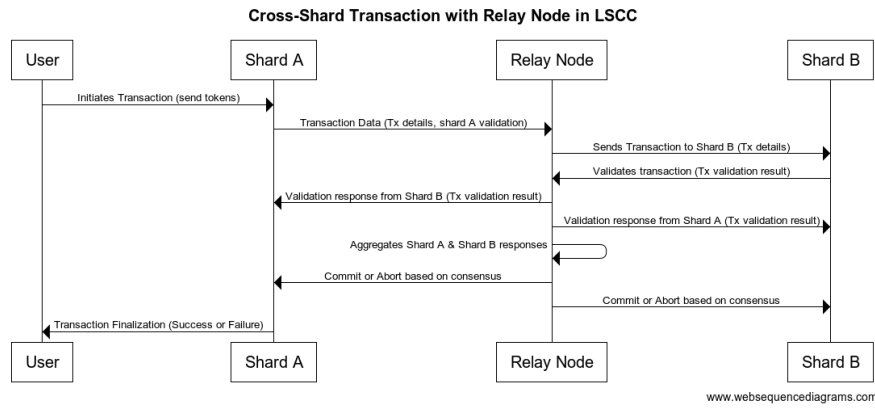 Cross-Shard Transaction with Relay Node in LSCC
User
Shard A
Relay Node
Shard B
Initiates Transaction (send tokens)
Transaction Data (Tx details, shard A validation)
Sends Transaction to Shard B (Tx details)
Validates transaction (Tx validation result)
Validation response from Shard B (Tx validation result)
Validation response from Shard A (Tx validation result)
Aggregates Shard A & Shard B responses
Commit or Abort based on consensus
Commit or Abort based on consensus
Transaction Finalization (Success or Failure)
User
Shard A
Relay Node
Shard B
www.websequencediagrams.com